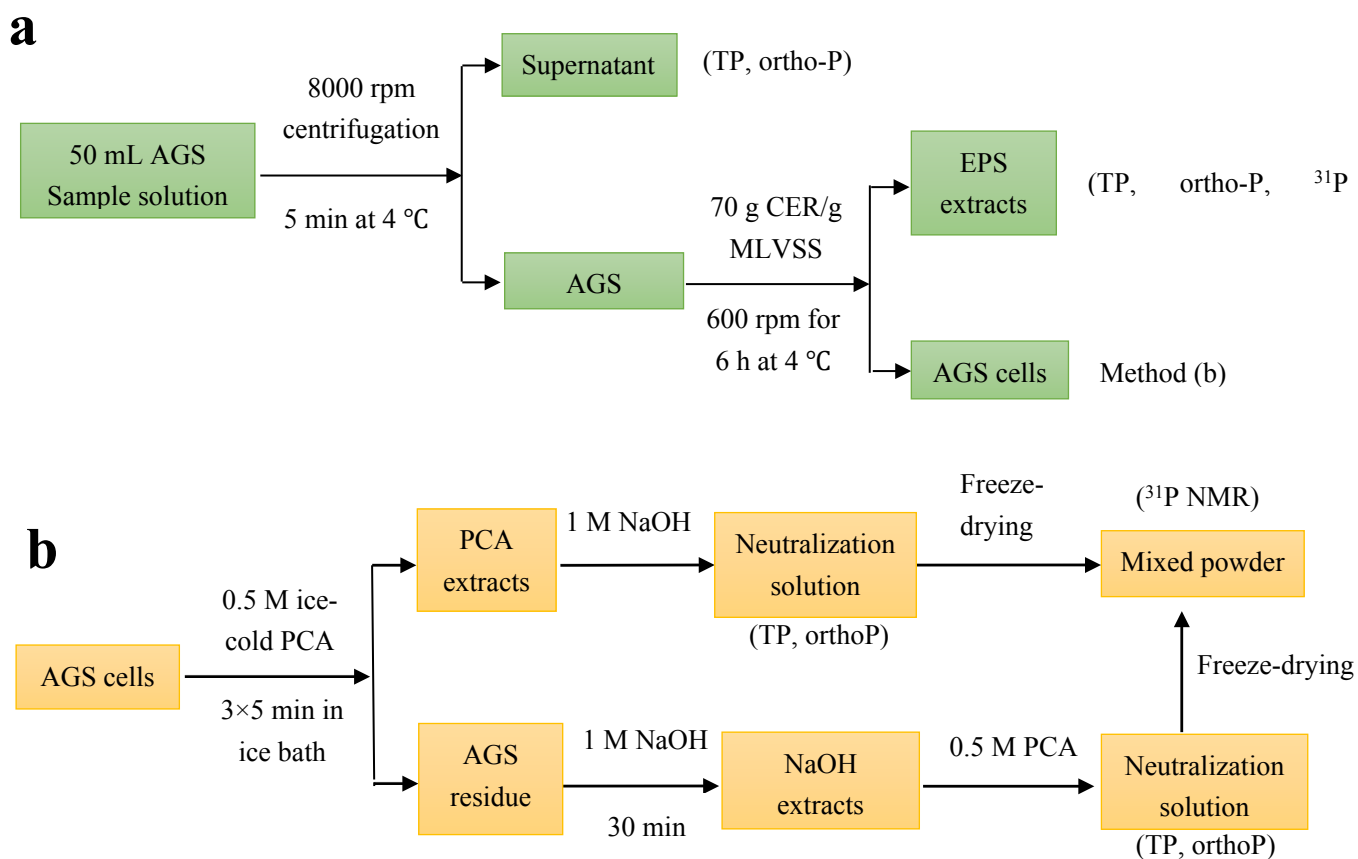 a
50 mL AGS
Sample solution
8000 rpm
centrifugation
5 min at 4 ℃
Supernatant
(TP, ortho-P)
AGS
70 g CER/g
MLVSS
600 rpm for
6 h at 4 ℃
EPS
extracts
(TP, ortho-P, ³¹P
AGS cells
Method (b)
b
AGS cells
0.5 M ice-
cold PCA
3×5 min in
ice bath
PCA
extracts
1 M NaOH
Neutralization
solution
(TP, orthoP)
Freeze-
drying
(³¹P NMR)
Mixed powder
AGS
residue
1 M NaOH
30 min
NaOH
extracts
0.5 M PCA
Neutralization
solution
(TP, orthoP)
Freeze-drying